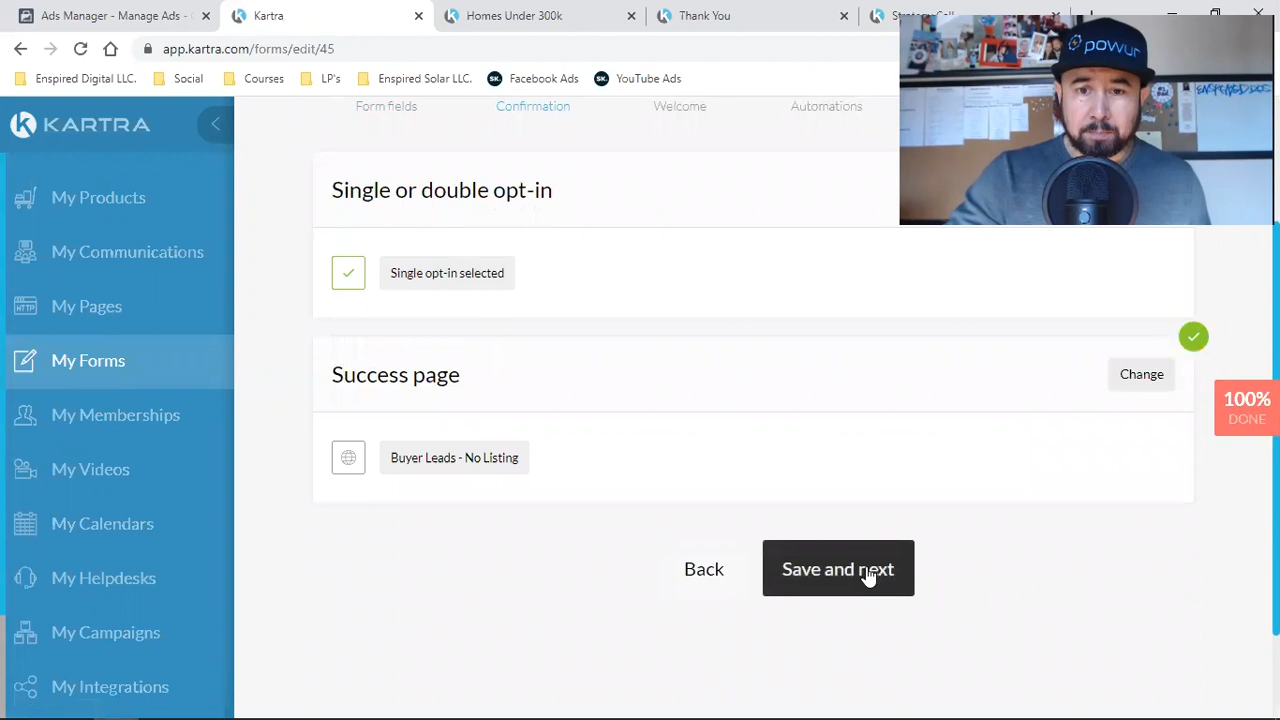 Ads Manager - Manage Ads -
Kartra
Homes Under 300k
Thank You
app.kartra.com/forms/edit/45
Enspired Digital LLC.
Social
Courses
LP's
Enspired Solar LLC.
SK.
Facebook Ads
SK.
YouTube Ads
powur
KARTRA
Form fields
Confirmation
Welcome
Automations
My Products
My Communications
HTTP
My Pages
My Forms
My Memberships
My Videos
My Calendars
My Helpdesks
My Campaigns
My Integrations
Single or double opt-in
Single opt-in selected
Success page
Change
Buyer Leads - No Listing
100%
DONE
Back
Save and next